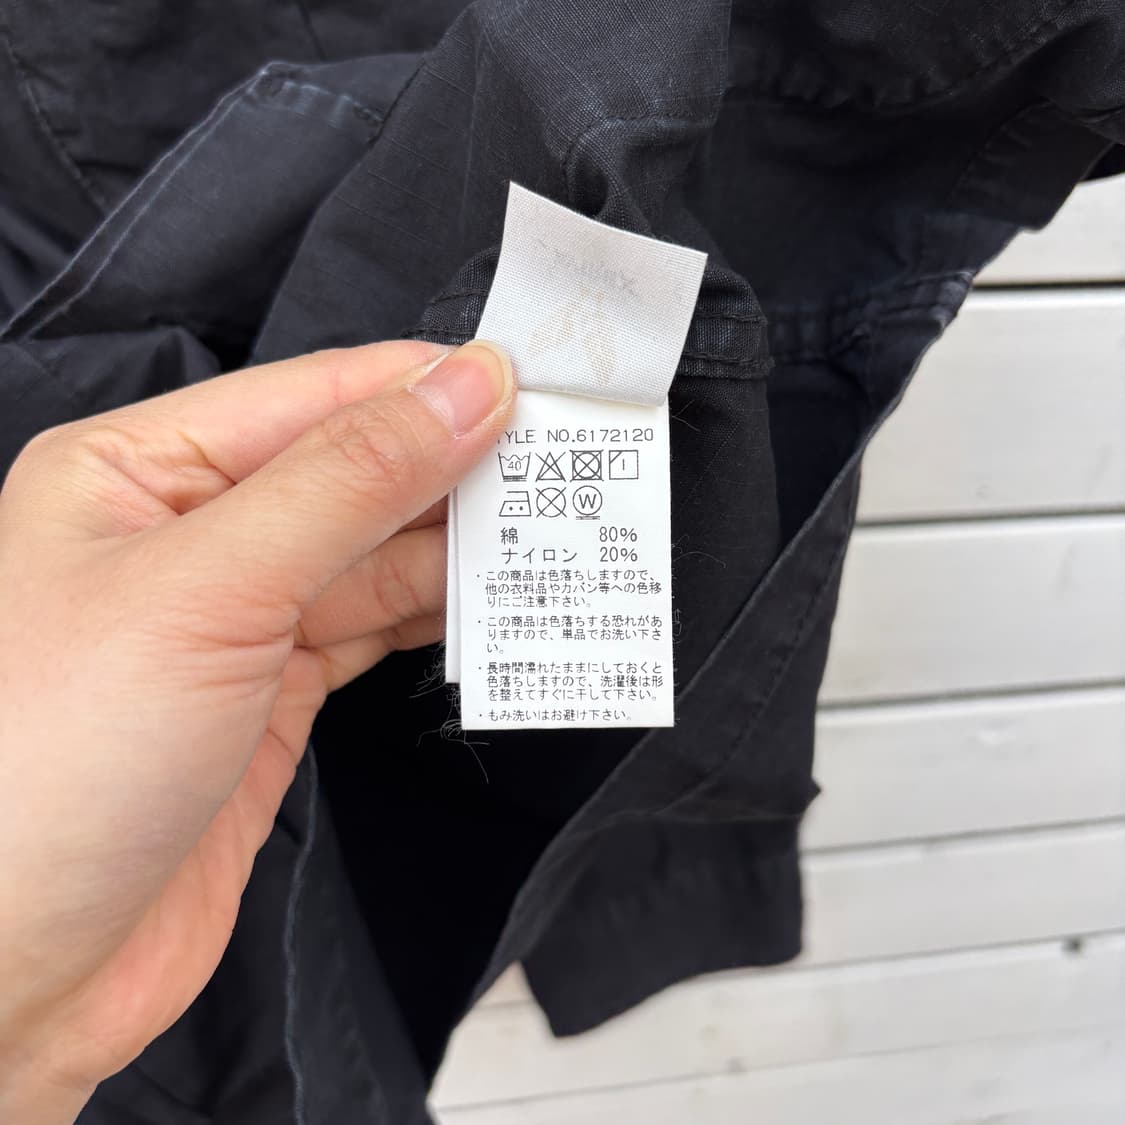 TYLE NO.6172120
40
W
綿 80%
ナイロン 20%
・この商品は色落ちしますので、
他の衣料品やカバン等への色移
りにご注意下さい。
・この商品は色落ちする恐れがあ
りますので、単品でお洗い下さ
い。
・長時間濡れたままにしておくと
色落ちしますので、洗濯後は形
を整えてすぐに干して下さい。
・もみ洗いはお避け下さい。